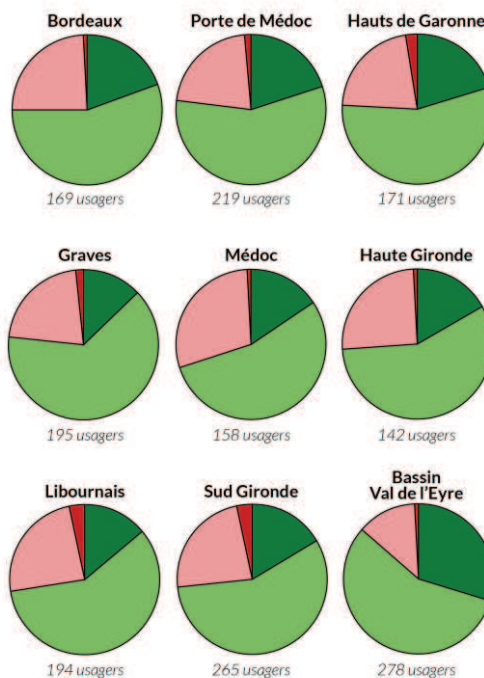 Bordeaux
Porte de Médoc
Hauts de Garonne
169 usagers
219 usagers
171 usagers
Graves
Médoc
Haute Gironde
195 usagers
158 usagers
142 usagers
Libournais
Sud Gironde
Bassin
Val de l'Eyre
194 usagers
265 usagers
278 usagers